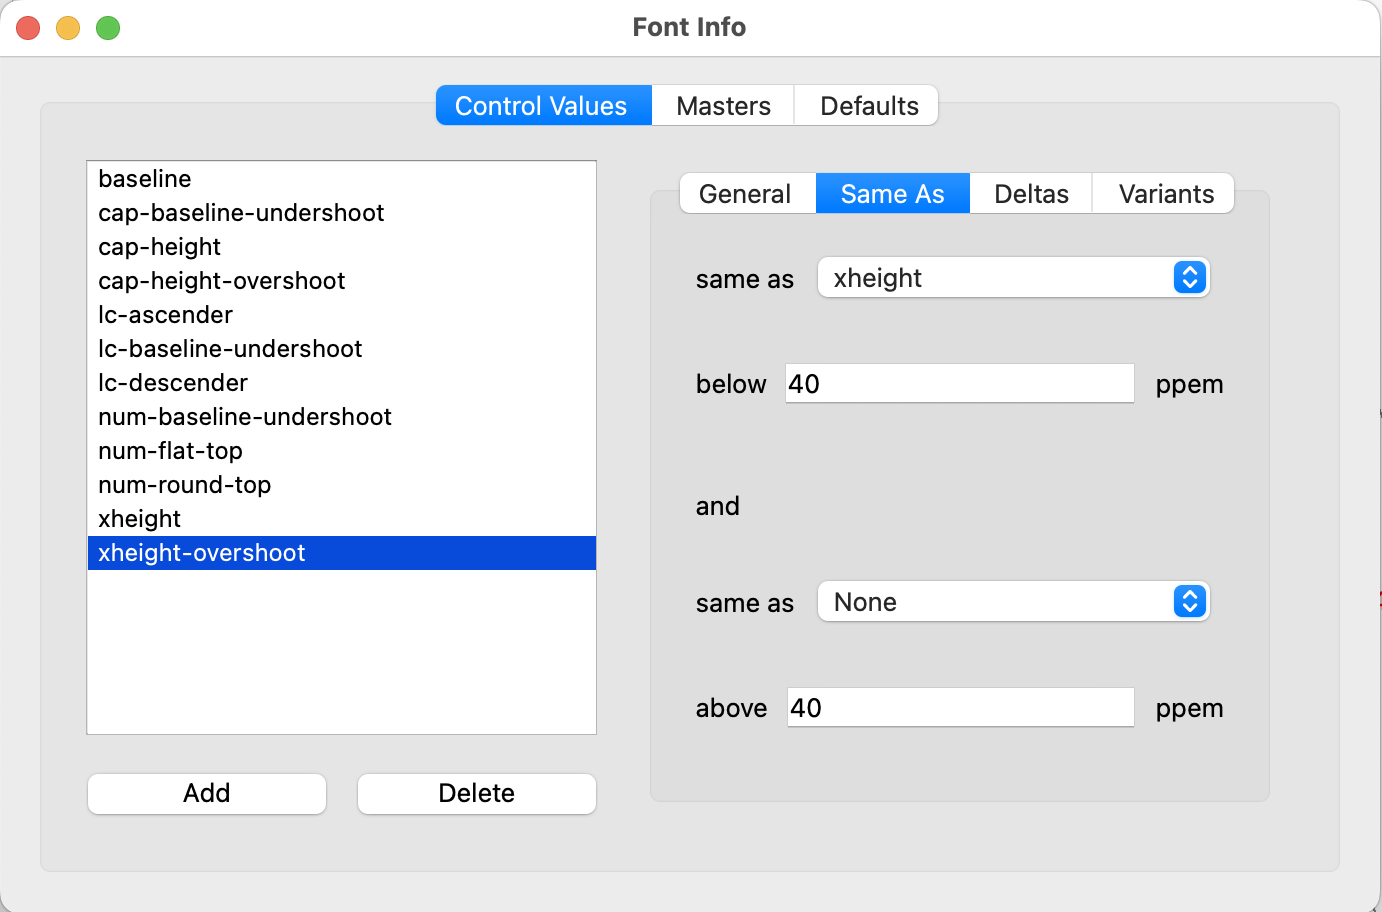 Font Info
Control Values Masters Defaults
baseline
cap-baseline-undershoot
cap-height
cap-height-overshoot
lc-ascender
lc-baseline-undershoot
lc-descender
num-baseline-undershoot
num-flat-top
num-round-top
xheight
xheight-overshoot
Add Delete
General Same As Deltas Variants
same as xheight
below 40 ppem
and
same as None
above 40 ppem